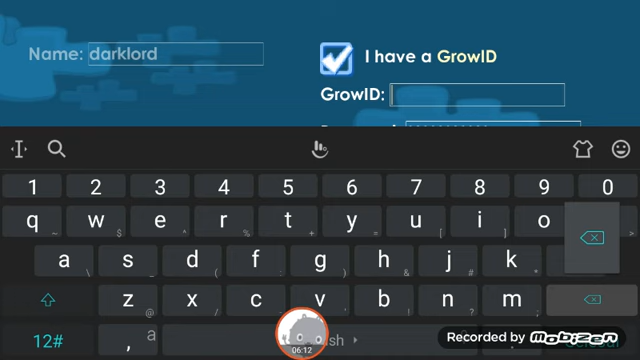 Name: darklord
I have a GrowID
GrowID:
1 2 3 4 5 6 7 8 9 0
q w e r t y u i o
~ $ ^ % + [ ] >
a s d f g h j k
\ _ ( : ) & # *
z x c v b n m
@ / ! ?
12# , a
06:12
Recorded by mobizen